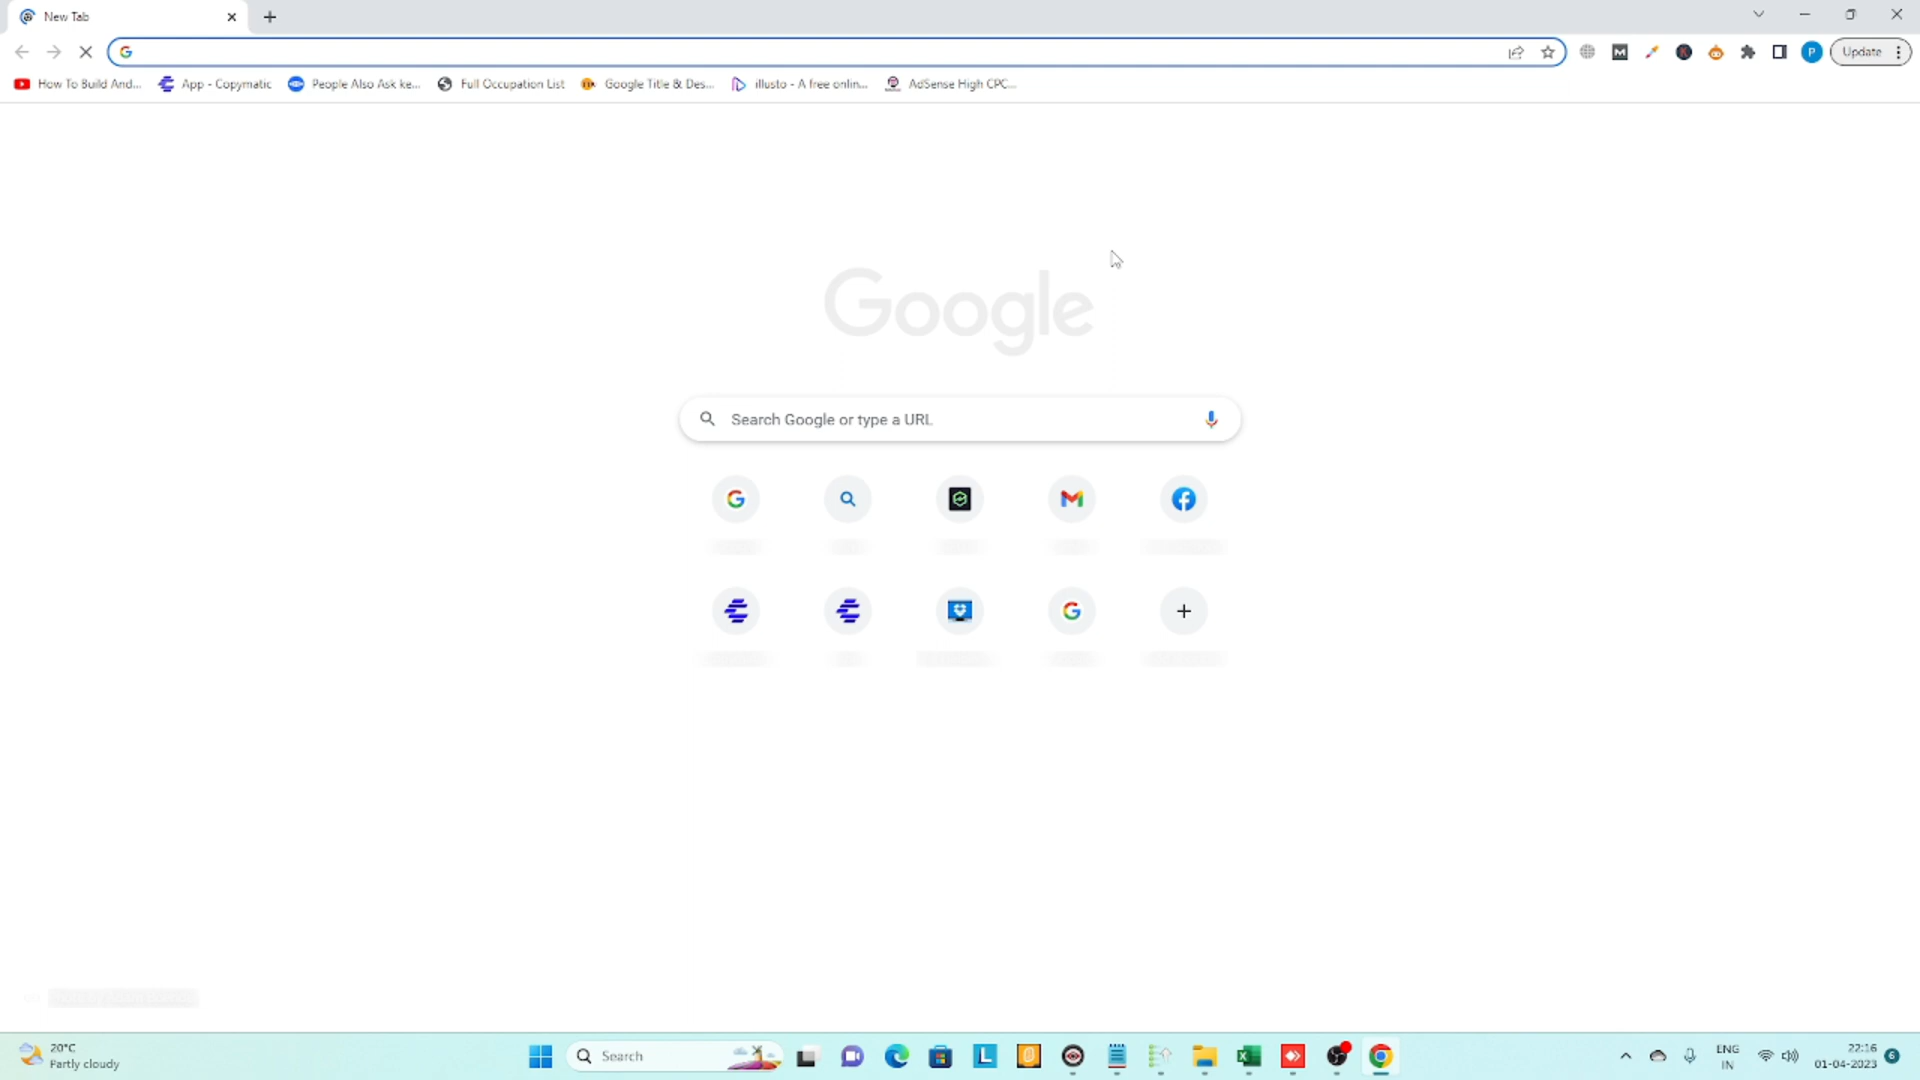 New Tab
Update
How To Build And...
App - Copymatic
People Also Ask ke...
Full Occupation List
Google Title & Des...
illusto - A free onlin...
AdSense High CPC...
Google
Search Google or type a URL
20°C
Partly cloudy
Search
ENG
IN
22:16
01-04-2023
6